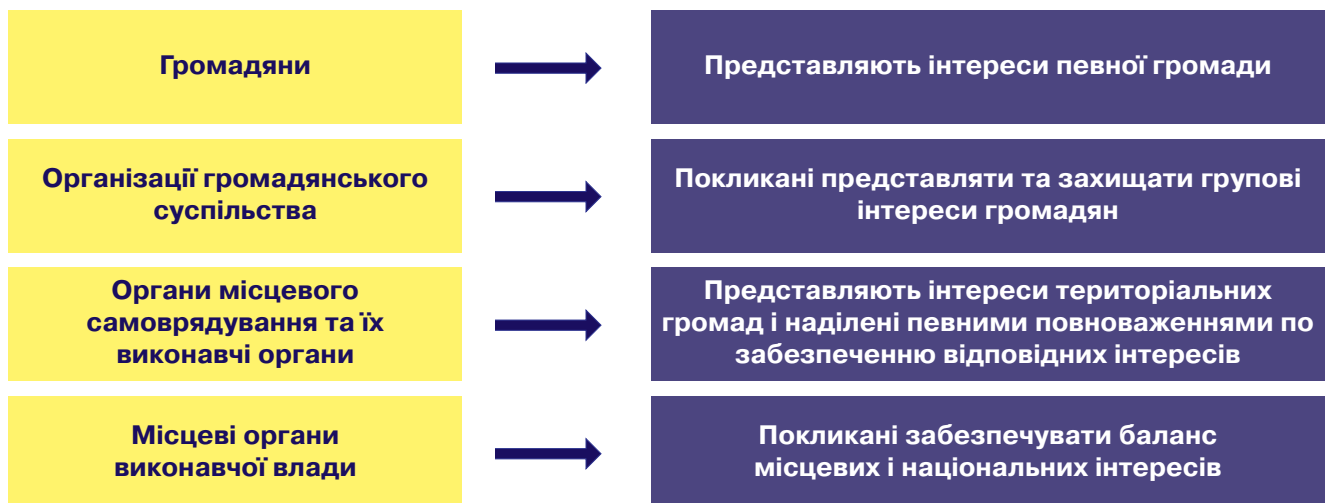 Громадяни
Представляють інтереси певної громади
Організації громадянського
суспільства
Покликані представляти та захищати групові
інтереси громадян
Органи місцевого
самоврядування та їх
виконавчі органи
Представляють інтереси територіальних
громад і наділені певними повноваженнями по
забезпеченню відповідних інтересів
Місцеві органи
виконавчої влади
Покликані забезпечувати баланс
місцевих і національних інтересів